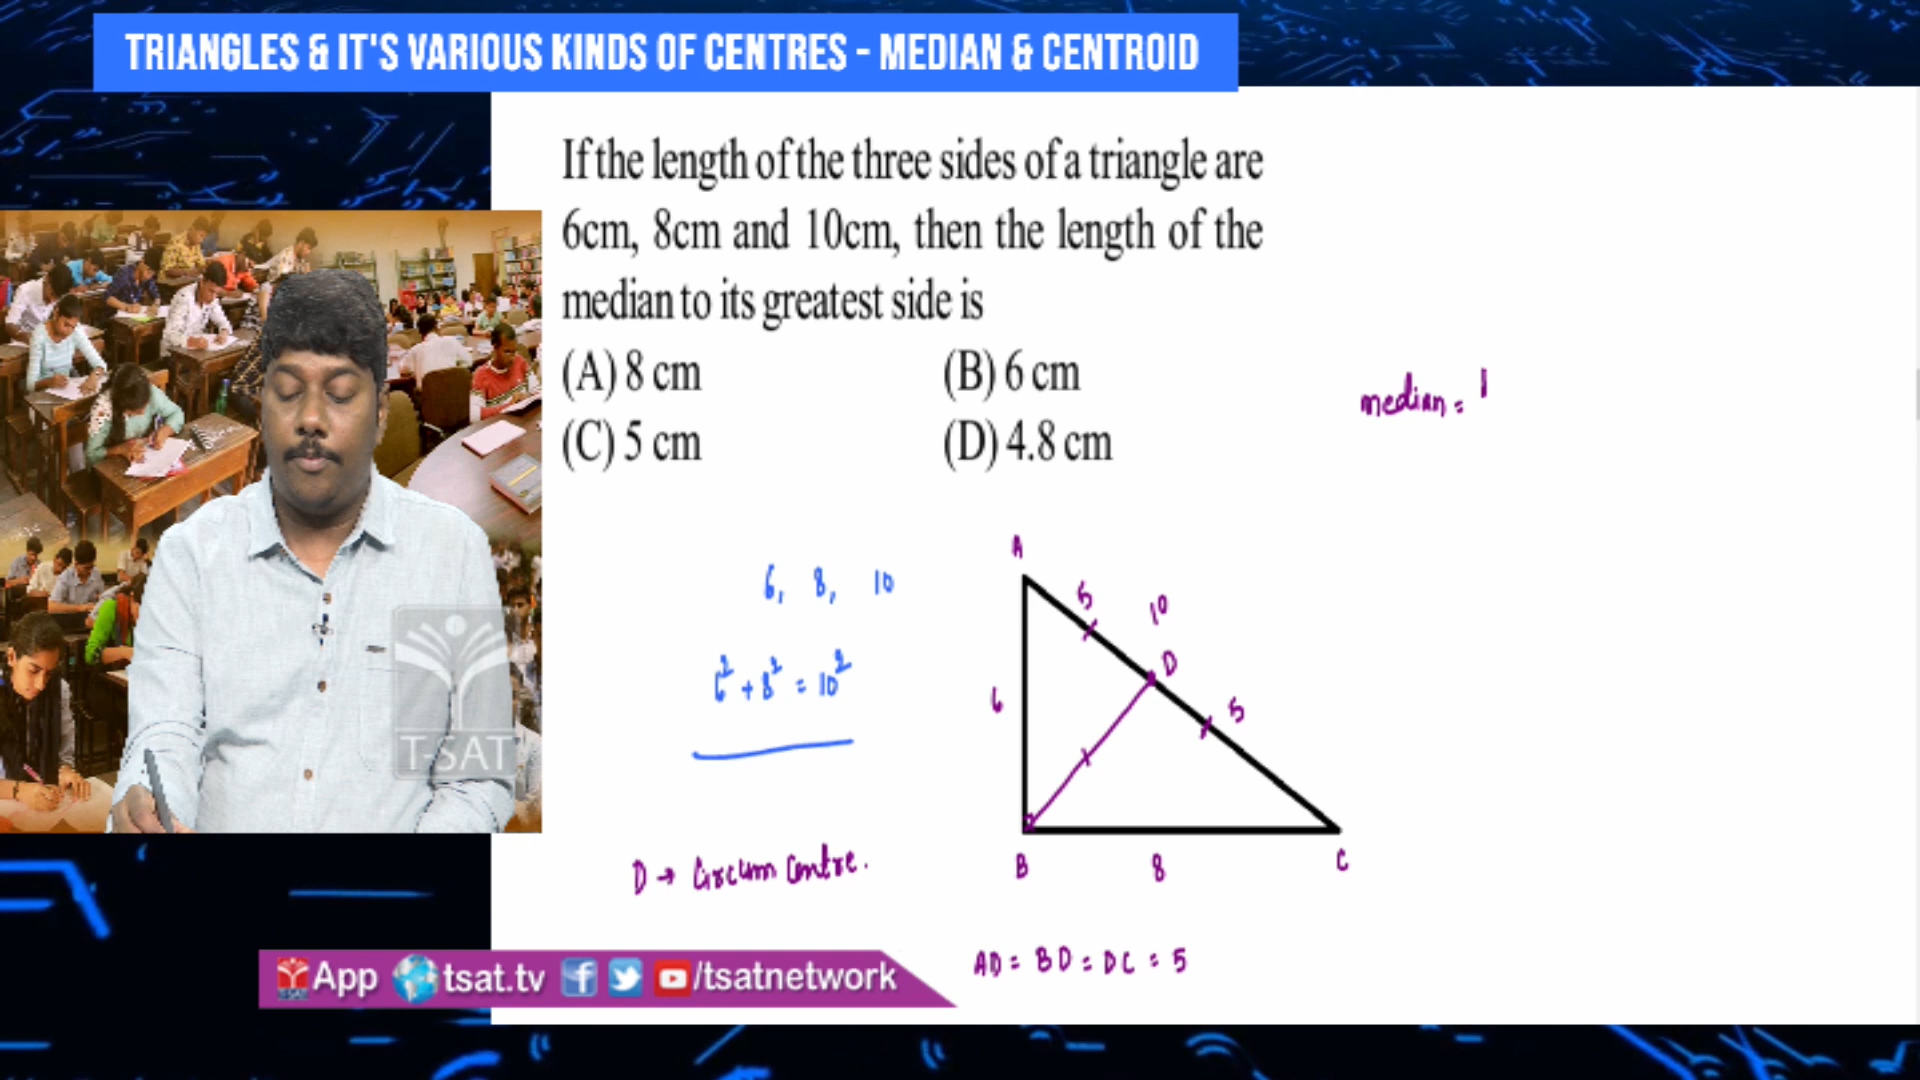 TRIANGLES & IT'S VARIOUS KINDS OF CENTRES - MEDIAN & CENTROID
If the length of the three sides of a triangle are
6cm, 8cm and 10cm, then the length of the
median to its greatest side is
(A) 8 cm (B) 6 cm
(C) 5 cm (D) 4.8 cm
median =
6, 8, 10
6² + 8² = 10²
A
5
10
D
5
6
B
8
C
D → Circum Centre.
AD = BD = DC = 5
T-SAT
T-SAT App tsat.tv /tsatnetwork